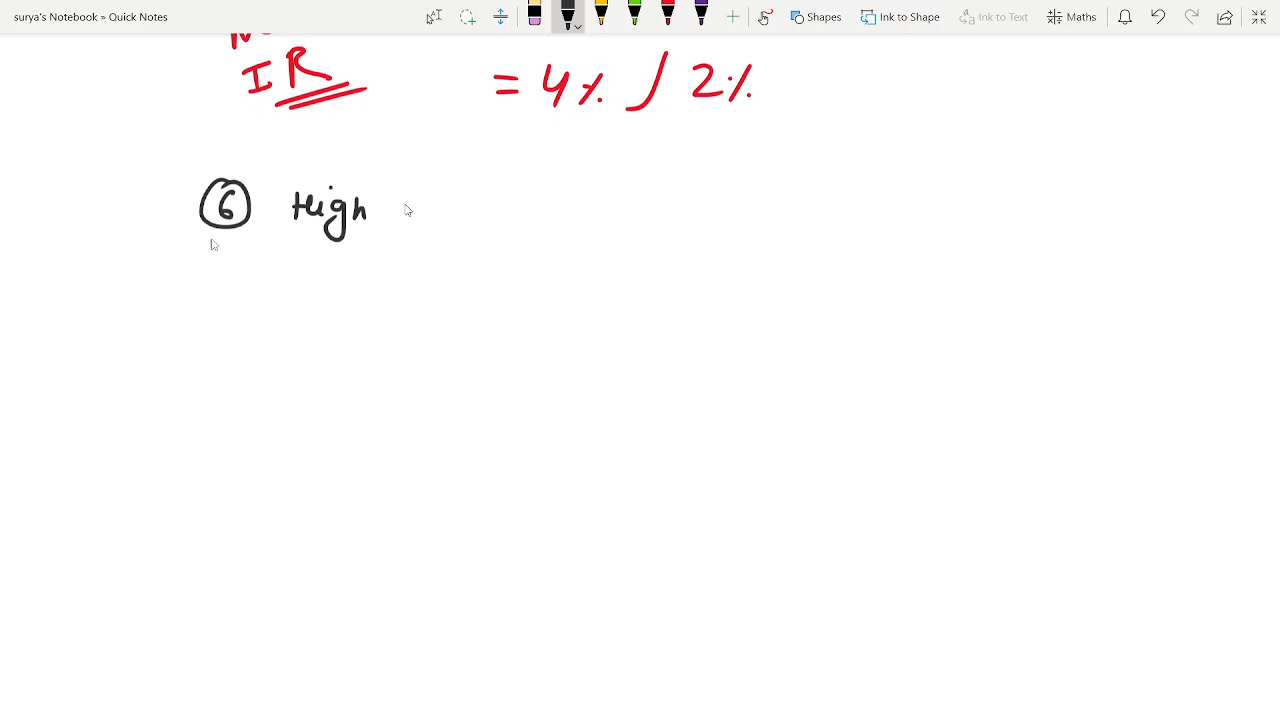 surya's Notebook » Quick Notes
Shapes
Ink to Shape
Ink to Text
Maths
IR
= 4% 2%
6 High